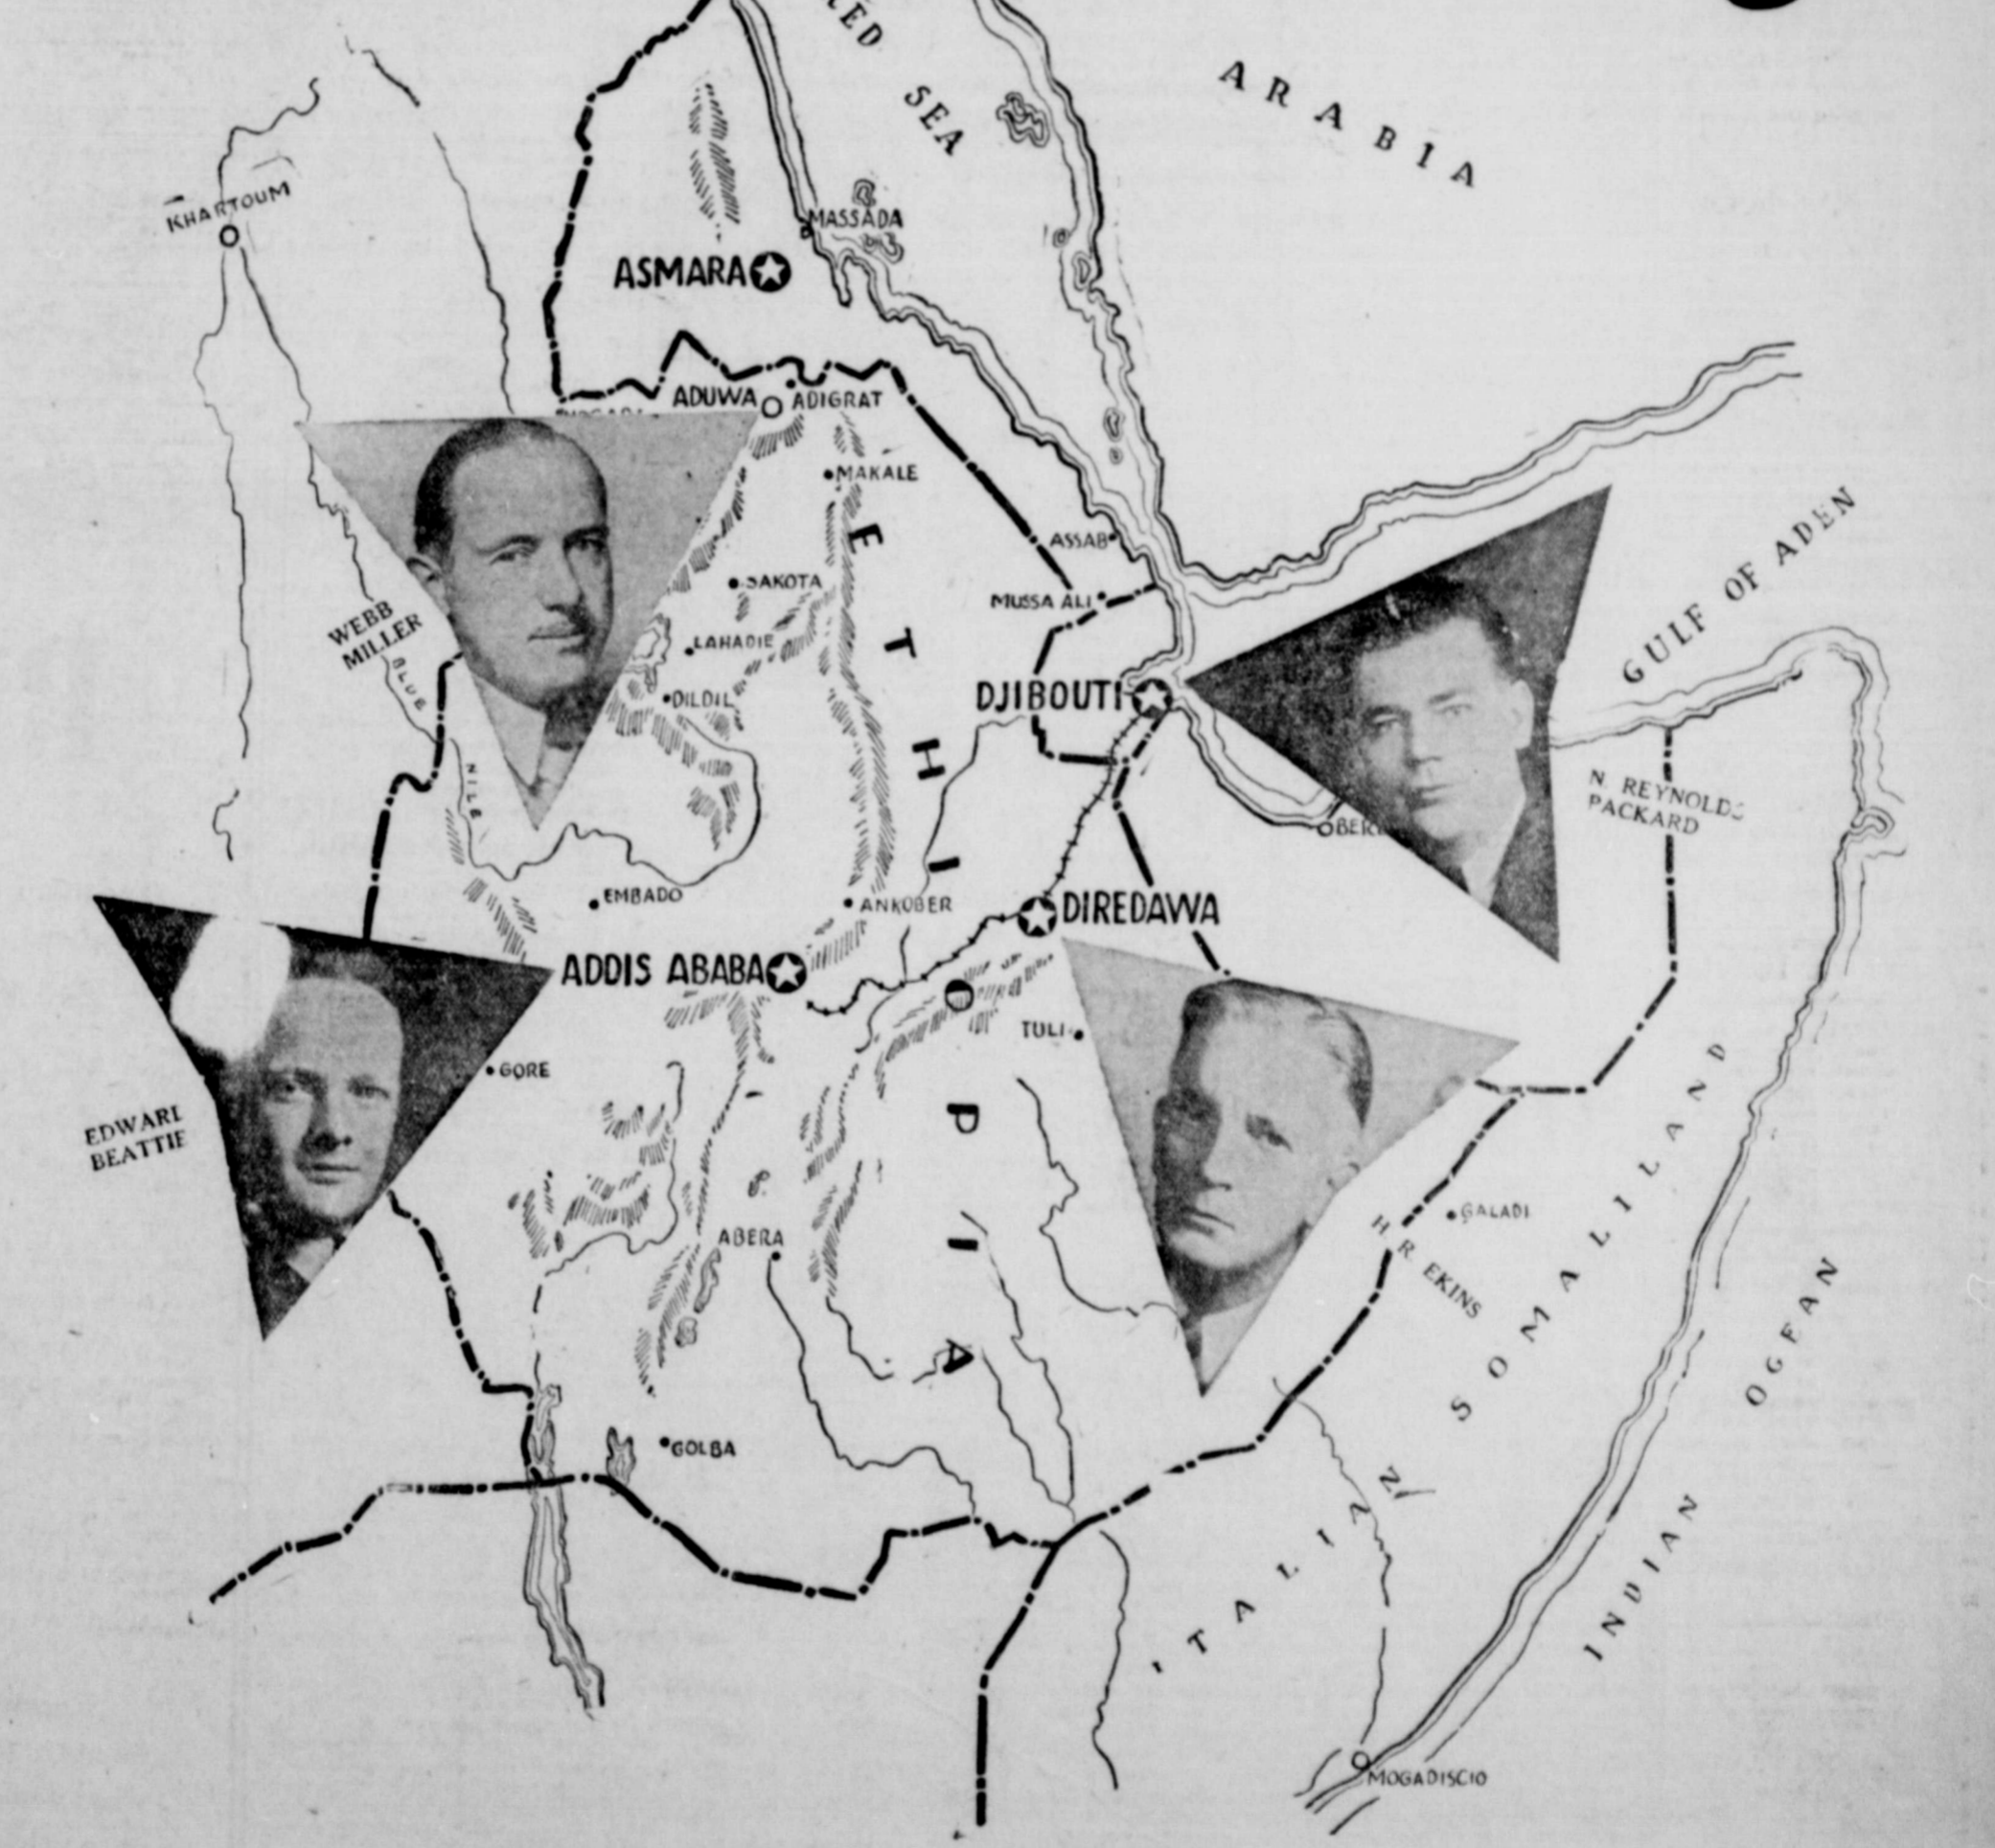 RED SEA
ARABIA
KHARTOUM
MASSADA
ASMARA
ADUWA
ADIGRAT
MAKALE
ETHIOPIA
ASSAB
SAKOTA
MUSSA ALI
WEBB
MILLER
LAHADIE
BLUE
NILE
DILDIL
DJIBOUTI
GULF OF ADEN
N REYNOLDS
PACKARD
EMBADO
ANKOBER
DIREDAWA
ADDIS ABABA
TULI
GORE
EDWARD
BEATTIE
ABERA
GALADI
H R EKINS
GOLBA
ITALIAN SOMALILAND
INDIAN OCEAN
MOGADISCIO